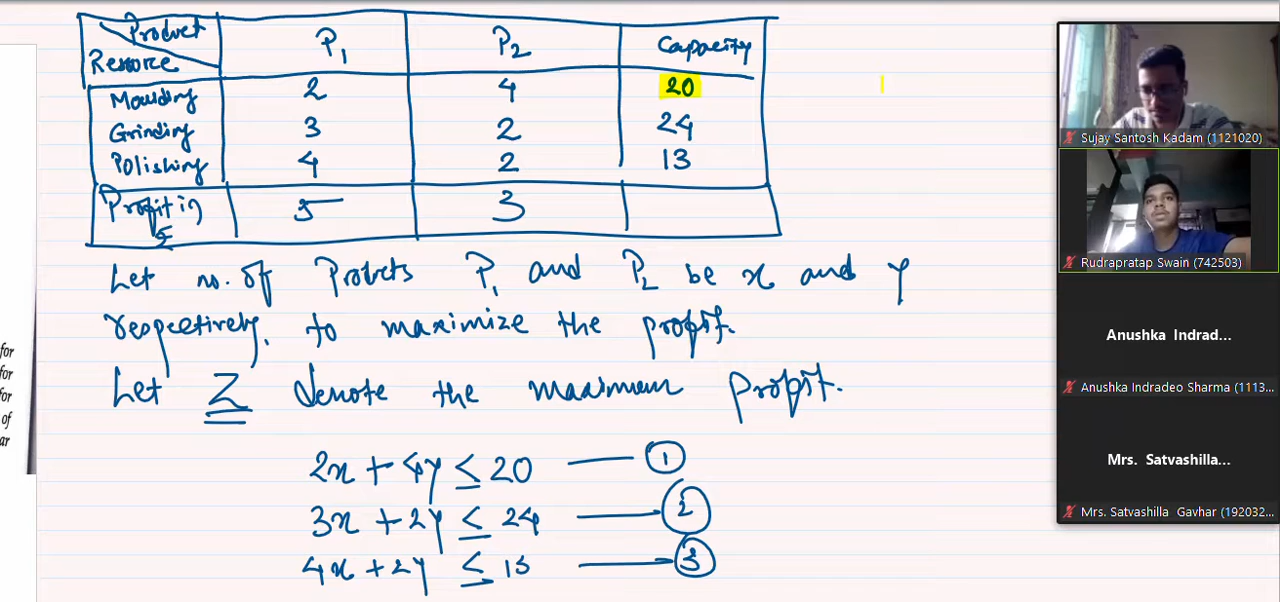 Product
Resource
P1 P2 Capacity
Moulding 2 4 20
Grinding 3 2 24
Polishing 4 2 13
Profit in 5 3
Let no. of P1 and P2 be x and y
respectively, to maximize the profit.
Let Z denote the profit.
2x + 4y ≤ 20 — 1
3x + 2y ≤ 24 → 2
4x + 2y ≤ 13 → 3
for
for
for
of
ar
Sujay Santosh Kadam (1121020)
Rudrapratap Swain (742503)
Anushka Indrad...
Anushka Indradeo Sharma (1113...
Mrs. Satvashilla...
Mrs. Satvashilla Gavhar (192032...